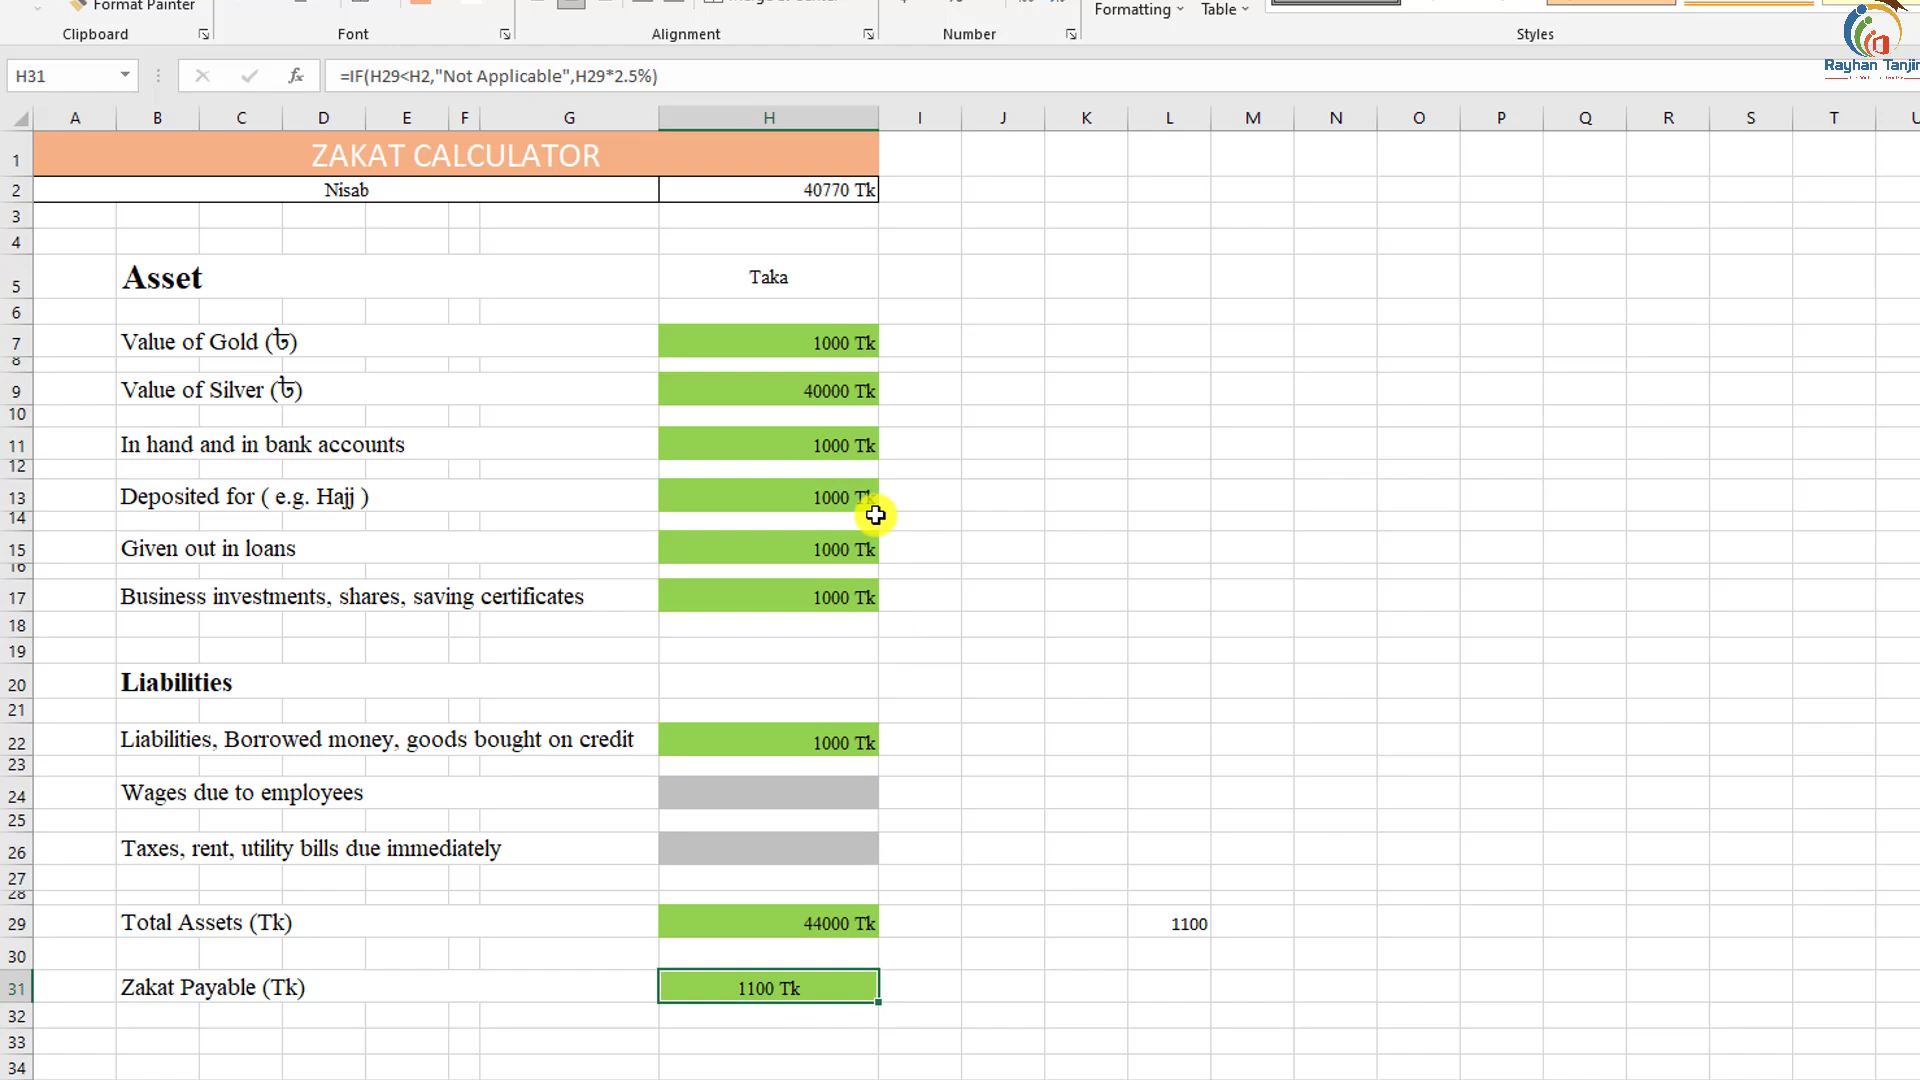 Format Painter
Formatting
Table
Clipboard
Font
Alignment
Number
Styles
Rayhan Tanjim
H31
fx
=IF(H29<H2,"Not Applicable",H29*2.5%)
A B C D E F G H I J K L M N O P Q R S T U
1 ZAKAT CALCULATOR
2 Nisab 40770 Tk
3
4
5 Asset Taka
6
7 Value of Gold (৳) 1000 Tk
8
9 Value of Silver (৳) 40000 Tk
10
11 In hand and in bank accounts 1000 Tk
12
13 Deposited for ( e.g. Hajj ) 1000 Tk
14
15 Given out in loans 1000 Tk
16
17 Business investments, shares, saving certificates 1000 Tk
18
19
20 Liabilities
21
22 Liabilities, Borrowed money, goods bought on credit 1000 Tk
23
24 Wages due to employees
25
26 Taxes, rent, utility bills due immediately
27
28
29 Total Assets (Tk) 44000 Tk 1100
30
31 Zakat Payable (Tk) 1100 Tk
32
33
34